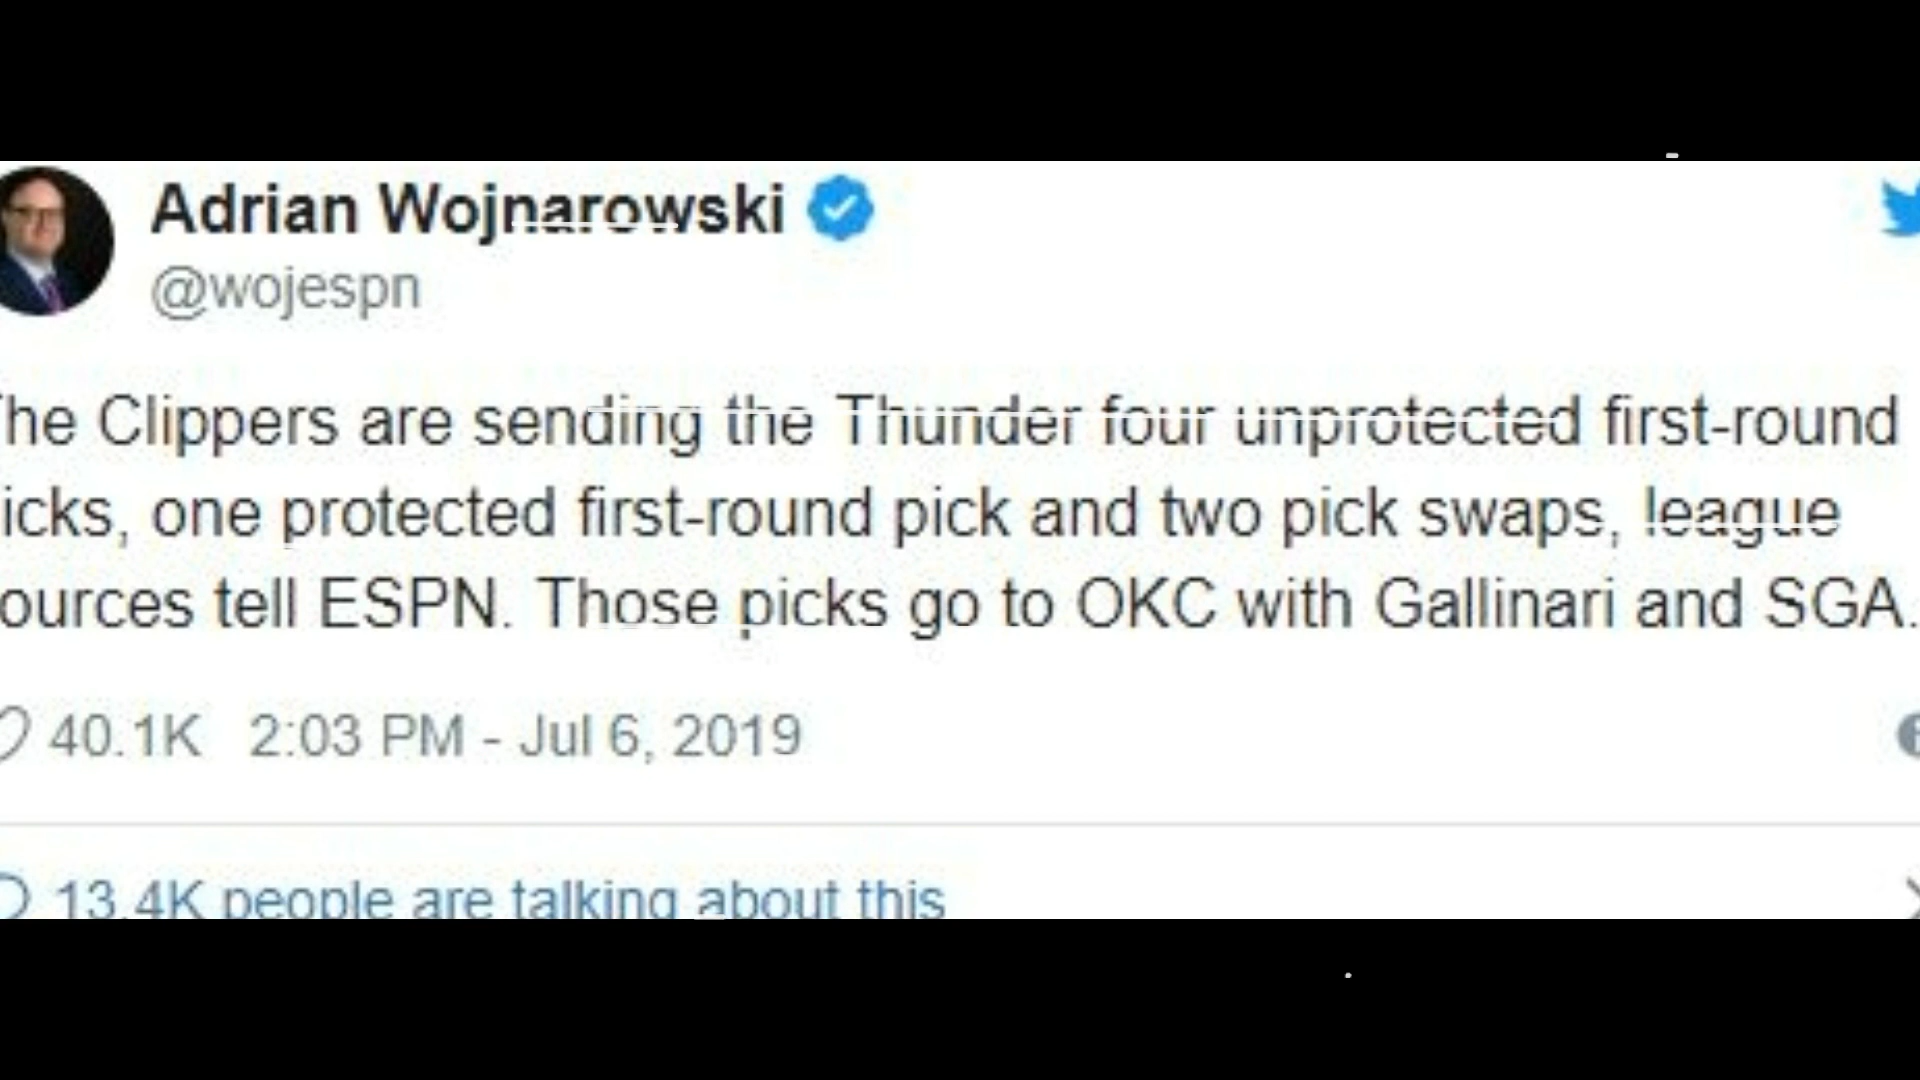 Adrian Wojnarowski
@wojespn
The Clippers are sending the Thunder four unprotected first-round
icks, one protected first-round pick and two pick swaps, league
ources tell ESPN. Those picks go to OKC with Gallinari and SGA.
40.1K 2:03 PM - Jul 6, 2019
13.4K people are talking about this